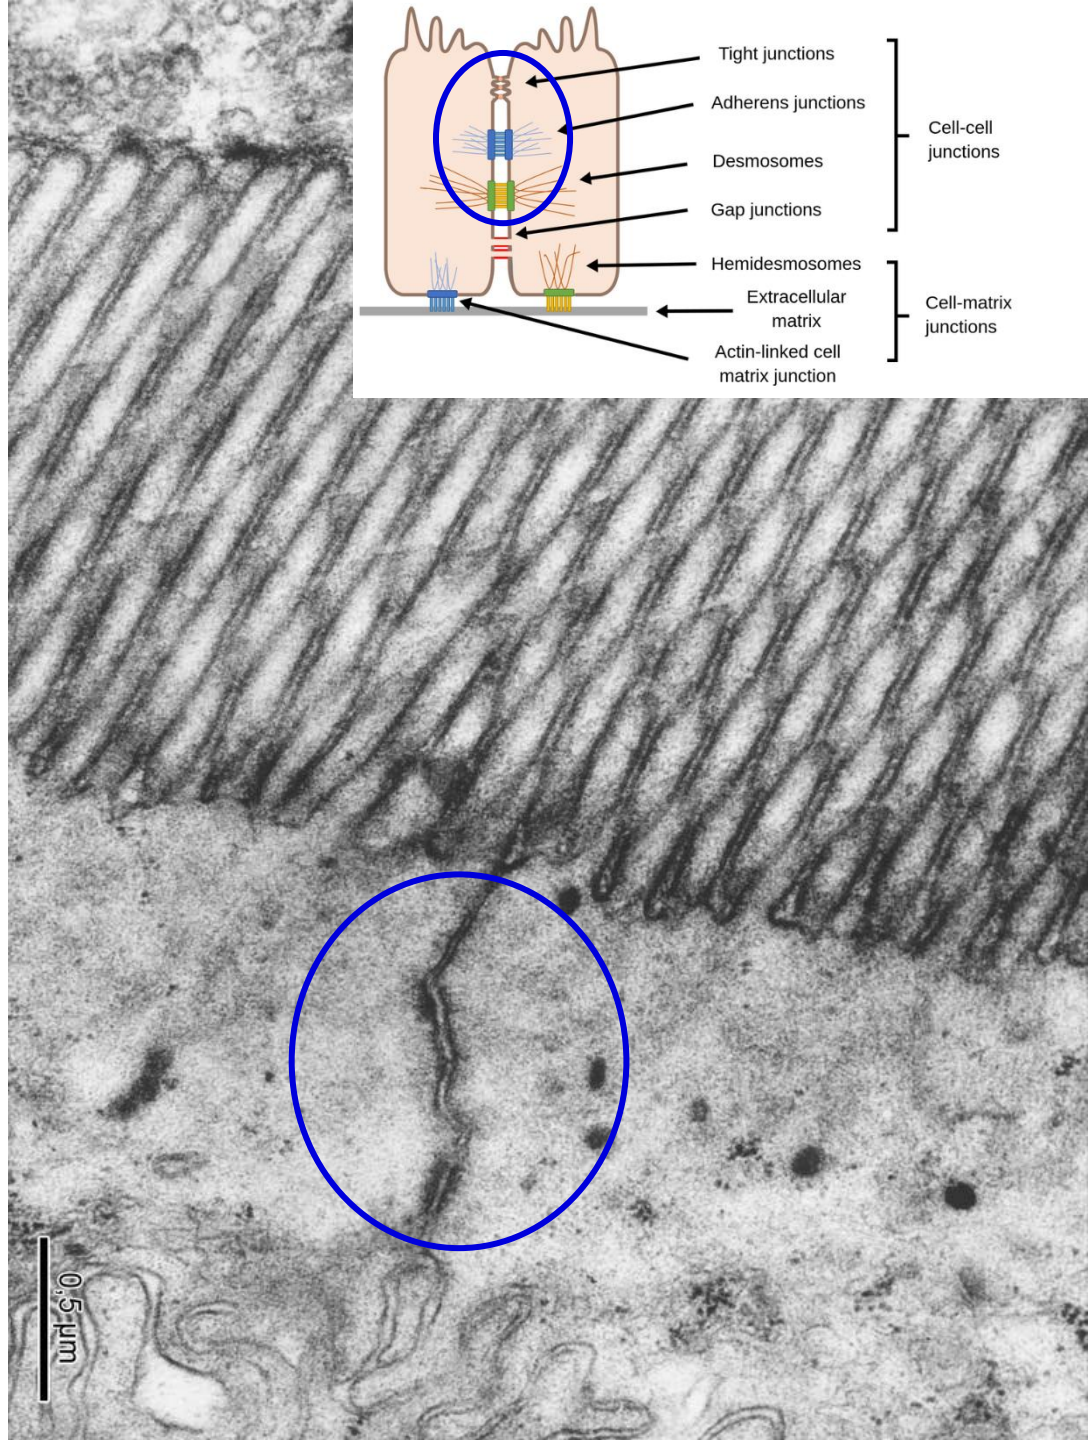 Tight junctions
Adherens junctions
Desmosomes
Gap junctions
Cell-cell
junctions
Hemidesmosomes
Extracellular
matrix
Actin-linked cell
matrix junction
Cell-matrix
junctions
0,5 µm